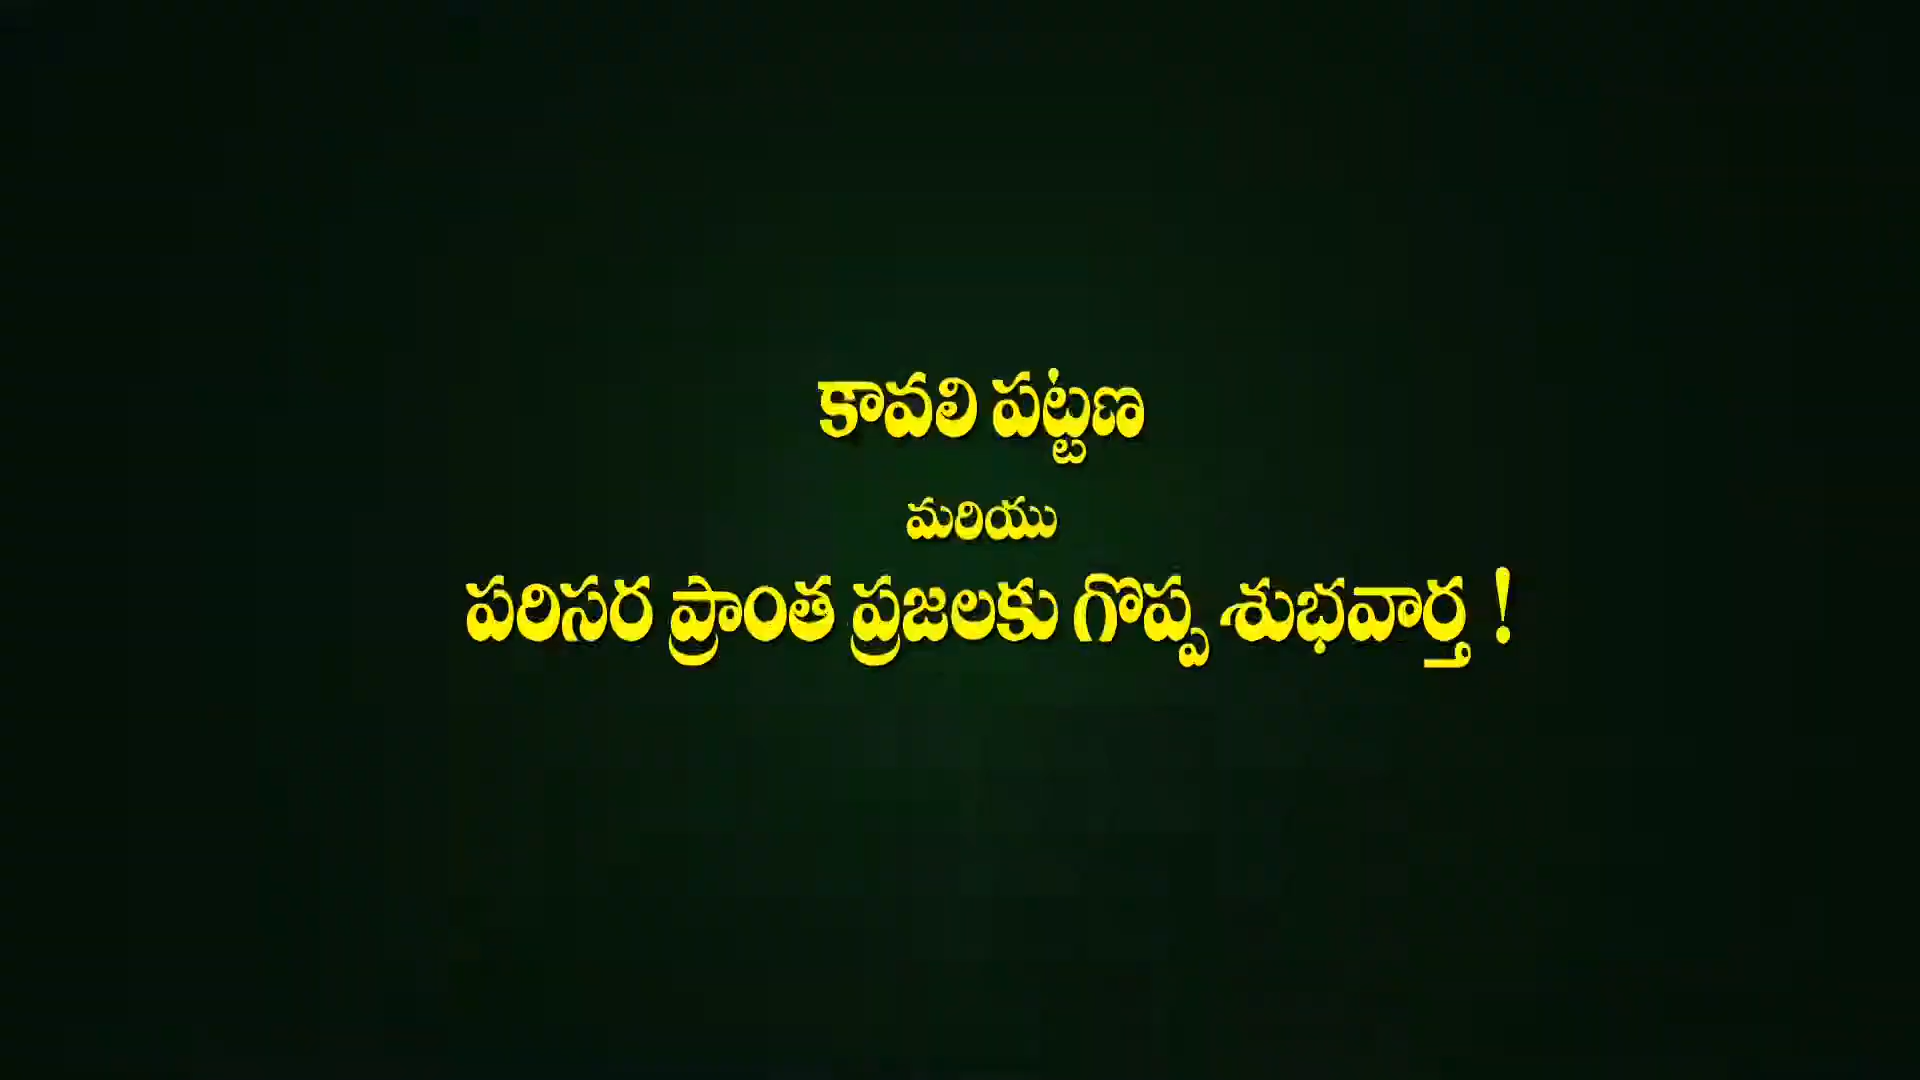 కావలి పట్టణ
మరియు
పరిసర ప్రాంత ప్రజలకు గొప్ప శుభవార్త !